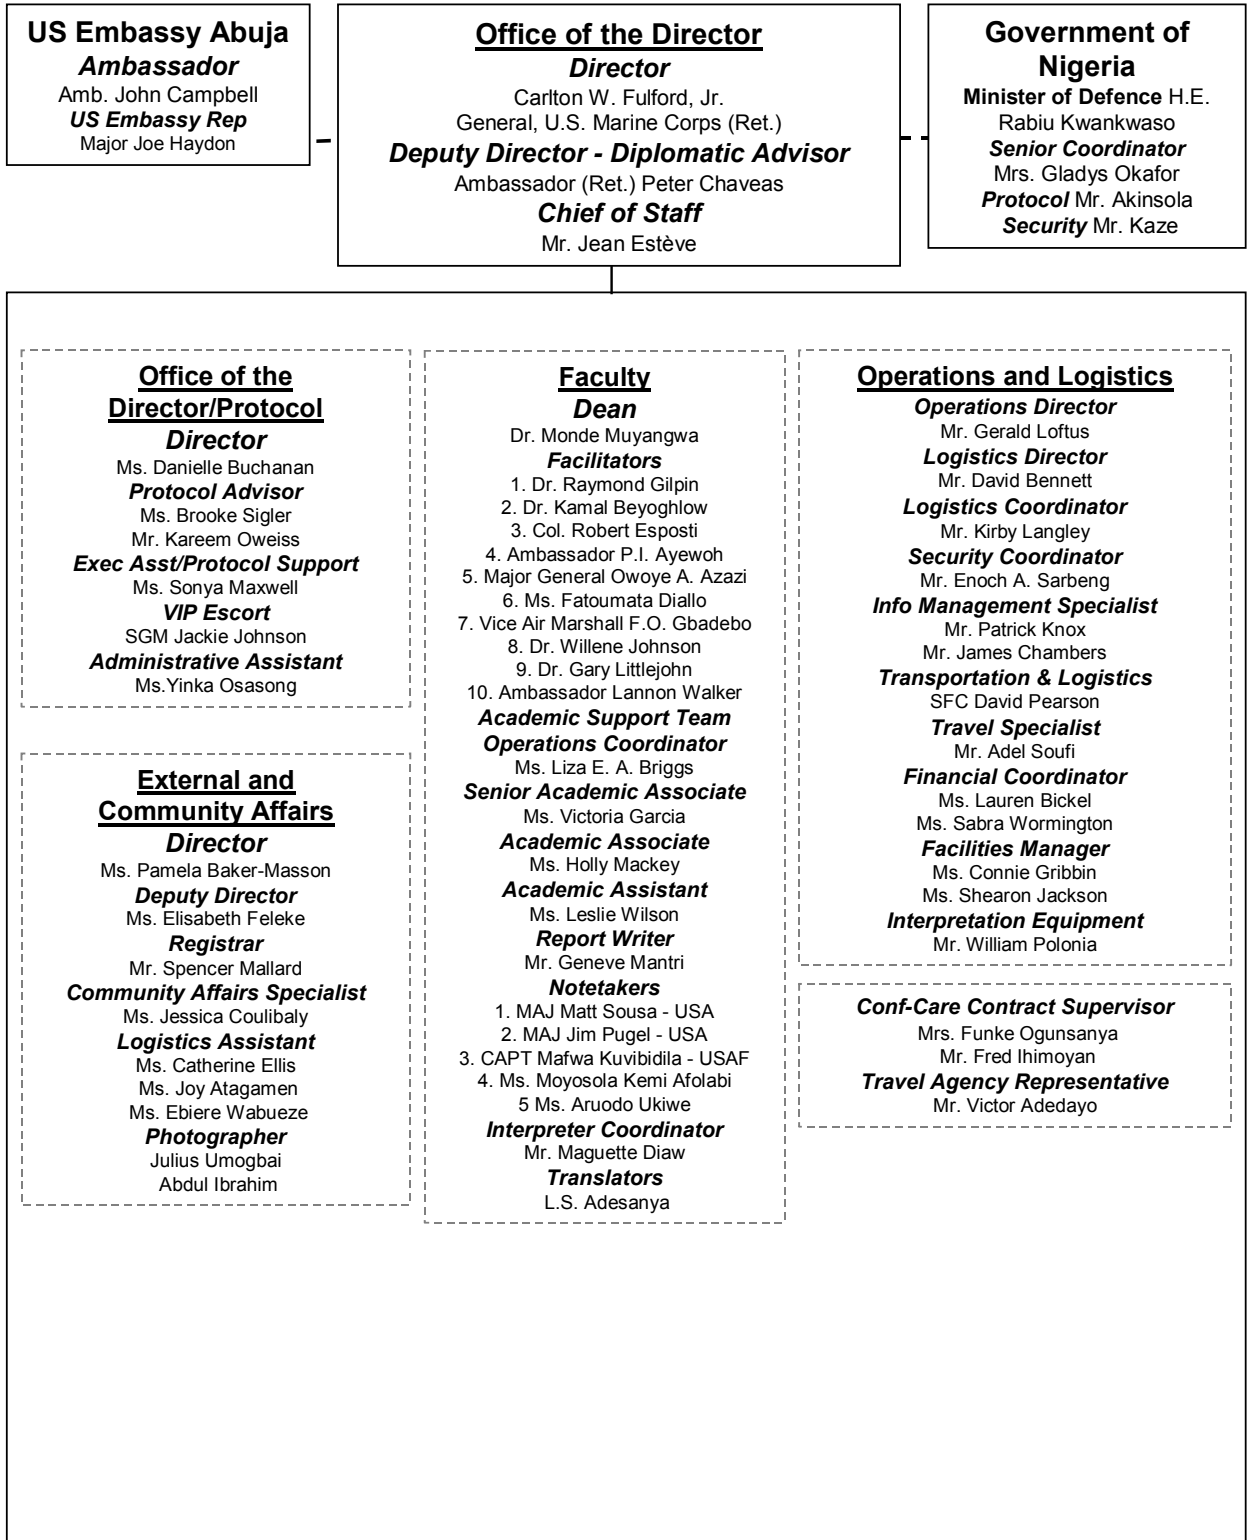 US Embassy Abuja
Ambassador
Amb. John Campbell
US Embassy Rep
Major Joe Haydon
Office of the Director
Director
Carlton W. Fulford, Jr.
General, U.S. Marine Corps (Ret.)
Deputy Director - Diplomatic Advisor
Ambassador (Ret.) Peter Chaveas
Chief of Staff
Mr. Jean Estève
Government of
Nigeria
Minister of Defence H.E.
Rabiu Kwankwaso
Senior Coordinator
Mrs. Gladys Okafor
Protocol Mr. Akinsola
Security Mr. Kaze
Office of the
Director/Protocol
Director
Ms. Danielle Buchanan
Protocol Advisor
Ms. Brooke Sigler
Mr. Kareem Oweiss
Exec Asst/Protocol Support
Ms. Sonya Maxwell
VIP Escort
SGM Jackie Johnson
Administrative Assistant
Ms.Yinka Osasong
External and
Community Affairs
Director
Ms. Pamela Baker-Masson
Deputy Director
Ms. Elisabeth Feleke
Registrar
Mr. Spencer Mallard
Community Affairs Specialist
Ms. Jessica Coulibaly
Logistics Assistant
Ms. Catherine Ellis
Ms. Joy Atagamen
Ms. Ebiere Wabueze
Photographer
Julius Umogbai
Abdul Ibrahim
Faculty
Dean
Dr. Monde Muyangwa
Facilitators
1. Dr. Raymond Gilpin
2. Dr. Kamal Beyoghlow
3. Col. Robert Esposti
4. Ambassador P.I. Ayewoh
5. Major General Owoye A. Azazi
6. Ms. Fatoumata Diallo
7. Vice Air Marshall F.O. Gbadebo
8. Dr. Willene Johnson
9. Dr. Gary Littlejohn
10. Ambassador Lannon Walker
Academic Support Team
Operations Coordinator
Ms. Liza E. A. Briggs
Senior Academic Associate
Ms. Victoria Garcia
Academic Associate
Ms. Holly Mackey
Academic Assistant
Ms. Leslie Wilson
Report Writer
Mr. Geneve Mantri
Notetakers
1. MAJ Matt Sousa - USA
2. MAJ Jim Pugel - USA
3. CAPT Mafwa Kuvibidila - USAF
4. Ms. Moyosola Kemi Afolabi
5 Ms. Aruodo Ukiwe
Interpreter Coordinator
Mr. Maguette Diaw
Translators
L.S. Adesanya
Operations and Logistics
Operations Director
Mr. Gerald Loftus
Logistics Director
Mr. David Bennett
Logistics Coordinator
Mr. Kirby Langley
Security Coordinator
Mr. Enoch A. Sarbeng
Info Management Specialist
Mr. Patrick Knox
Mr. James Chambers
Transportation & Logistics
SFC David Pearson
Travel Specialist
Mr. Adel Soufi
Financial Coordinator
Ms. Lauren Bickel
Ms. Sabra Wormington
Facilities Manager
Ms. Connie Gribbin
Ms. Shearon Jackson
Interpretation Equipment
Mr. William Polonia
Conf-Care Contract Supervisor
Mrs. Funke Ogunsanya
Mr. Fred Ihimoyan
Travel Agency Representative
Mr. Victor Adedayo